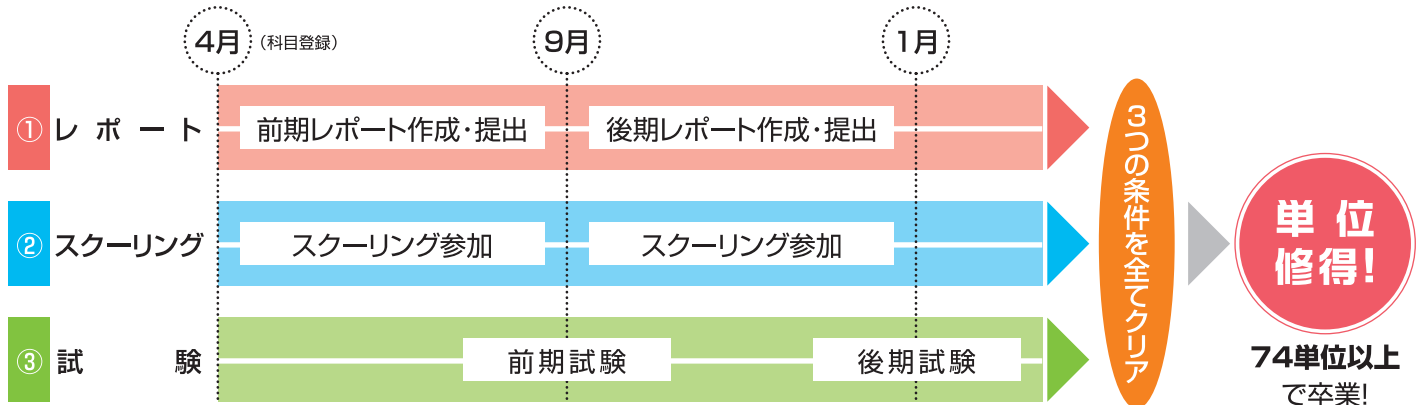 4月 (科目登録)
9月
1月
① レポート
前期レポート作成・提出
後期レポート作成・提出
② スクーリング
スクーリング参加
スクーリング参加
③ 試験
前期試験
後期試験
3つの条件を全てクリア
単位
修得!
74単位以上
で卒業!